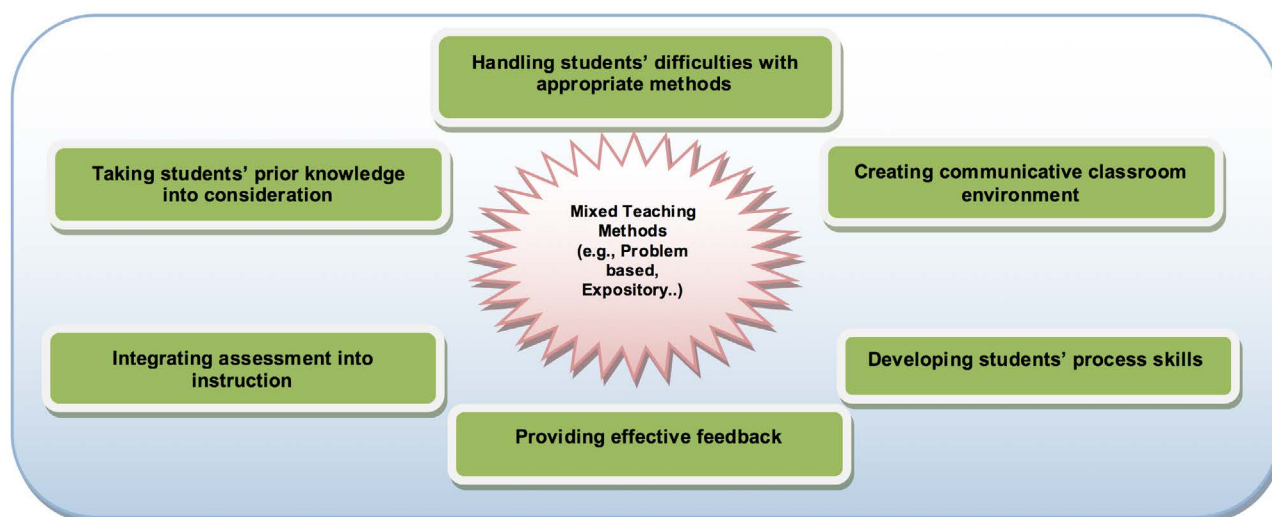 Handling students’ difficulties with
appropriate methods
Taking students’ prior knowledge
into consideration
Creating communicative classroom
environment
Mixed Teaching
Methods
(e.g., Problem
based,
Expository..)
Integrating assessment into
instruction
Developing students’ process skills
Providing effective feedback